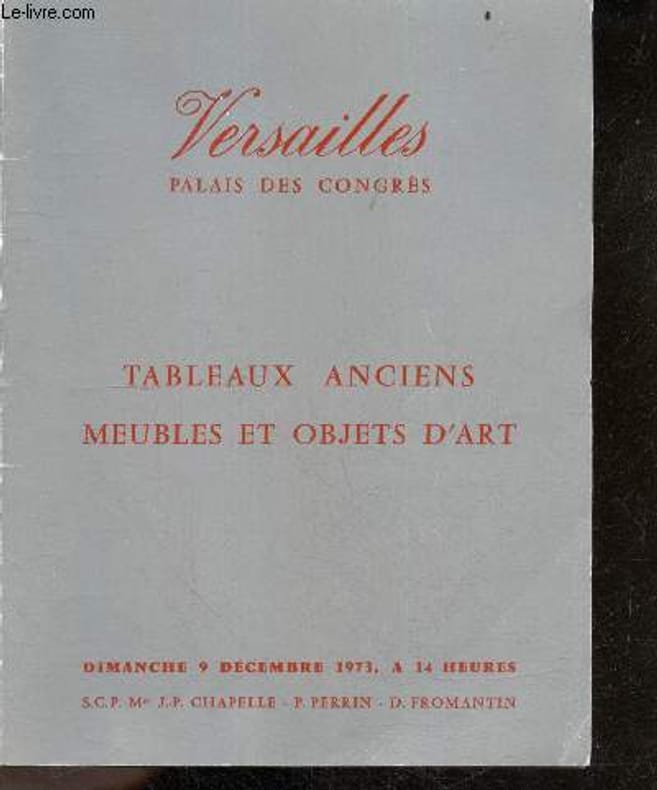 Le-livre.com
Versailles
PALAIS DES CONGRÈS
TABLEAUX ANCIENS
MEUBLES ET OBJETS D'ART
DIMANCHE 9 DÉCEMBRE 1973, A 14 HEURES
S.C.P. Mes J.-P. CHAPELLE - P. PERRIN - D. FROMANTIN